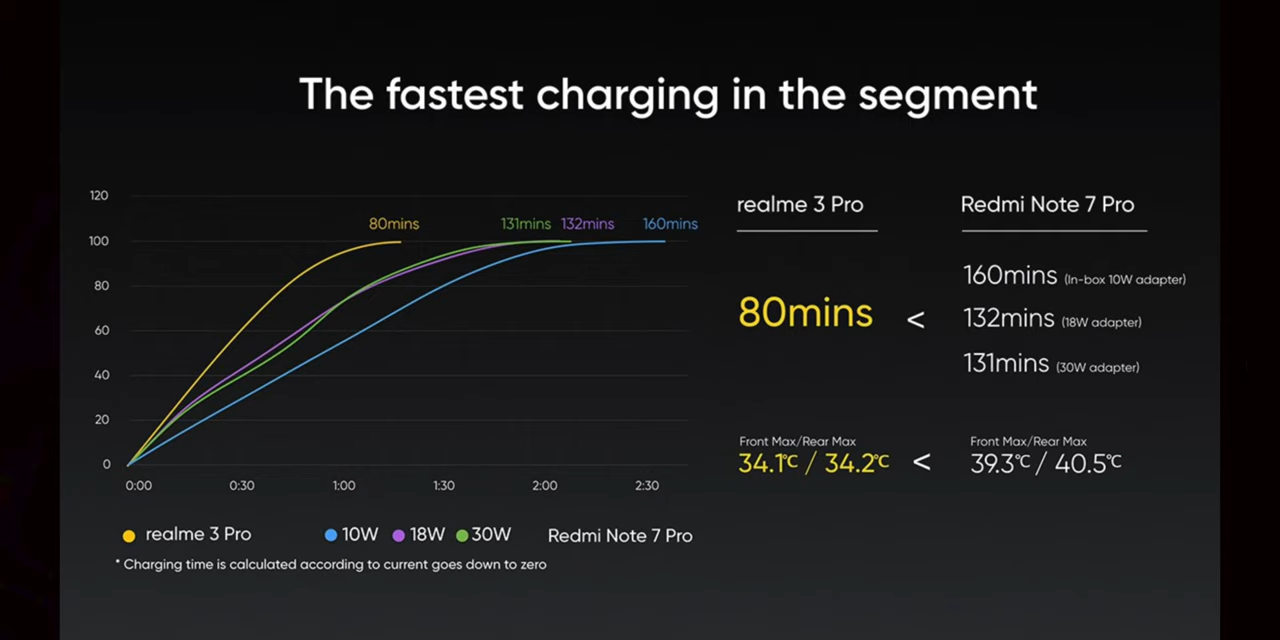 The fastest charging in the segment
120
100
80
60
40
20
0
80mins 131mins 132mins 160mins
0:00 0:30 1:00 1:30 2:00 2:30
realme 3 Pro 10W 18W 30W Redmi Note 7 Pro
* Charging time is calculated according to current goes down to zero
realme 3 Pro Redmi Note 7 Pro
80mins <
160mins (In-box 10W adapter)
132mins (18W adapter)
131mins (30W adapter)
Front Max/Rear Max Front Max/Rear Max
34.1℃ / 34.2℃ < 39.3℃ / 40.5℃